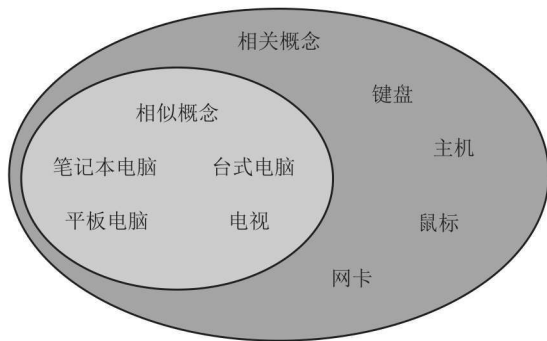 相关概念
键盘
相似概念
主机
笔记本电脑 台式电脑
平板电脑 电视
鼠标
网卡